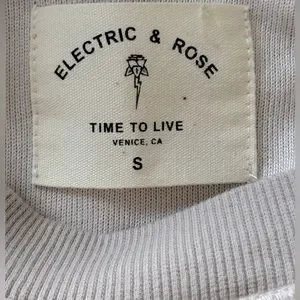 ELECTRIC & ROSE
TIME TO LIVE
VENICE, CA
S